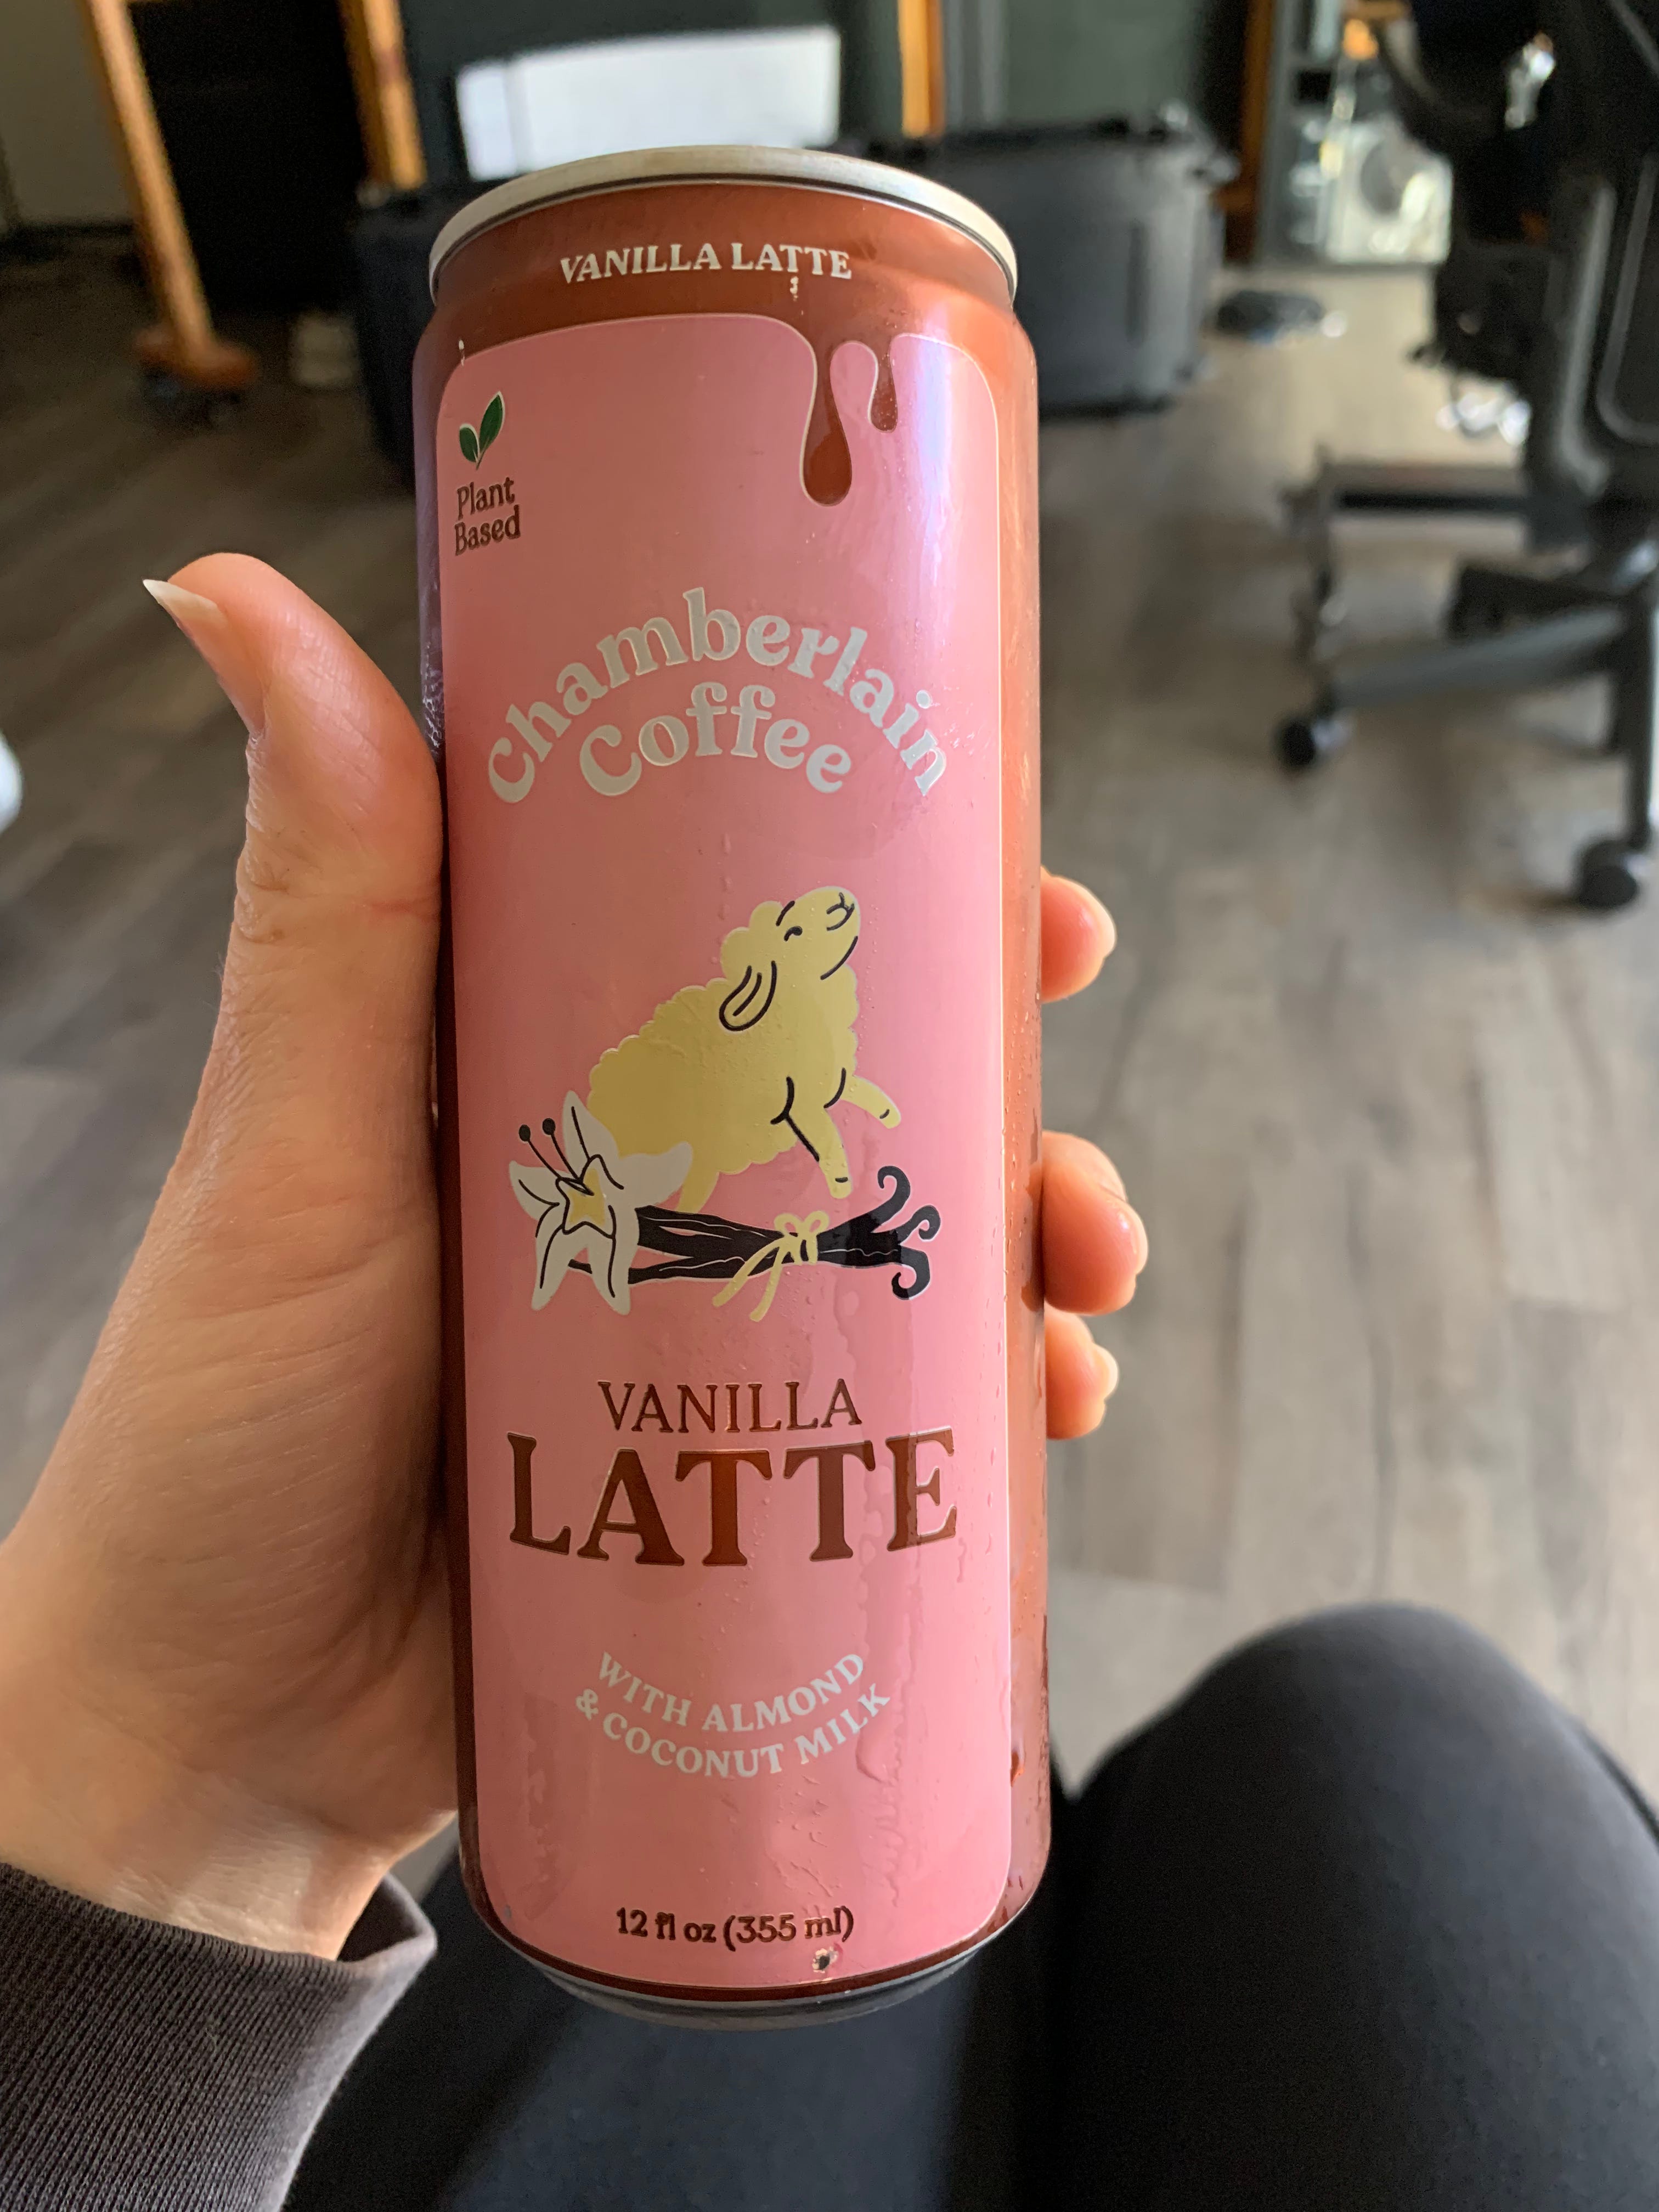 VANILLA LATTE
Plant
Based
Chamberlain
Coffee
VANILLA
LATTE
WITH ALMOND
& COCONUT MILK
12 fl oz (355 ml)